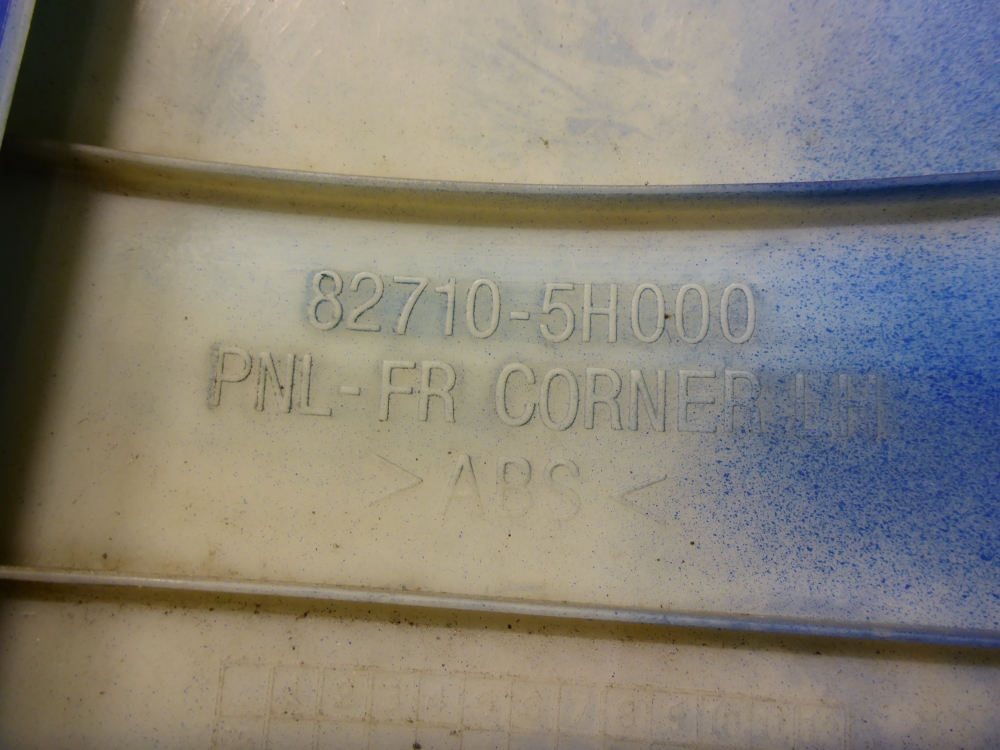 82710-5H000
PNL-FR CORNER LH
>ABS<